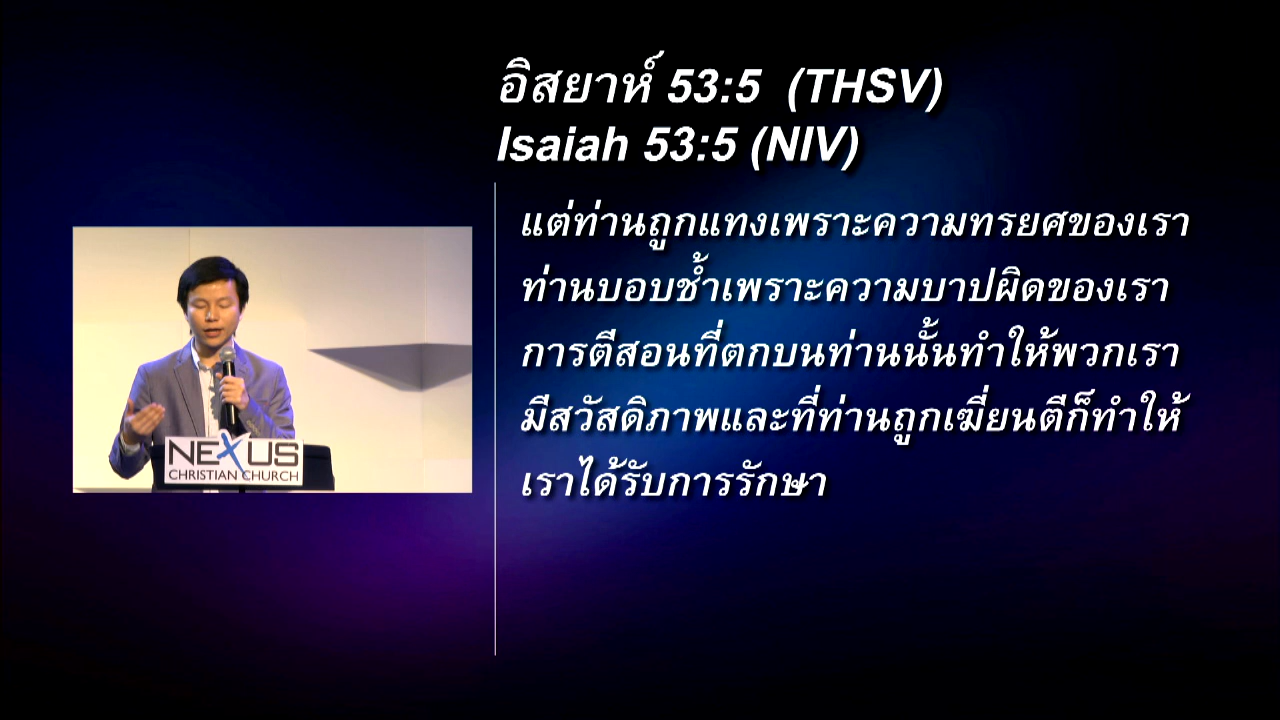 อิสยาห์ 53:5 (THSV)
Isaiah 53:5 (NIV)
แต่ท่านถูกแทงเพราะความทรยศของเรา
ท่านบอบช้ำเพราะความบาปผิดของเรา
การตีสอนที่ตกบนท่านนั้นทำให้พวกเรา
มีสวัสดิภาพและที่ท่านถูกเฆี่ยนตีก็ทำให้
เราได้รับการรักษา
NEXUS
CHRISTIAN CHURCH